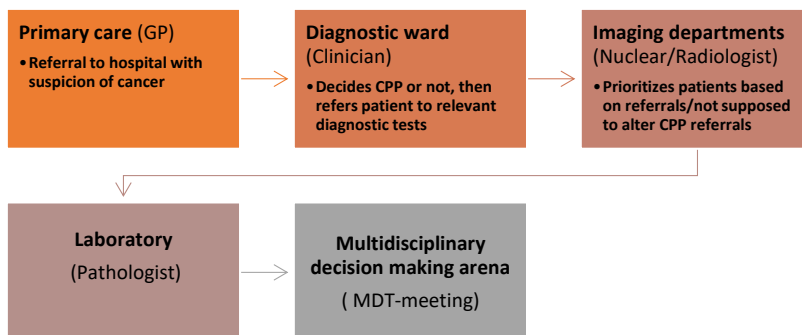 Primary care (GP)
•Referral to hospital with
suspicion of cancer
Diagnostic ward
(Clinician)
•Decides CPP or not, then
refers patient to relevant
diagnostic tests
Imaging departments
(Nuclear/Radiologist)
•Prioritizes patients based
on referrals/not supposed
to alter CPP referrals
Laboratory
(Pathologist)
Multidisciplinary
decision making arena
( MDT-meeting)